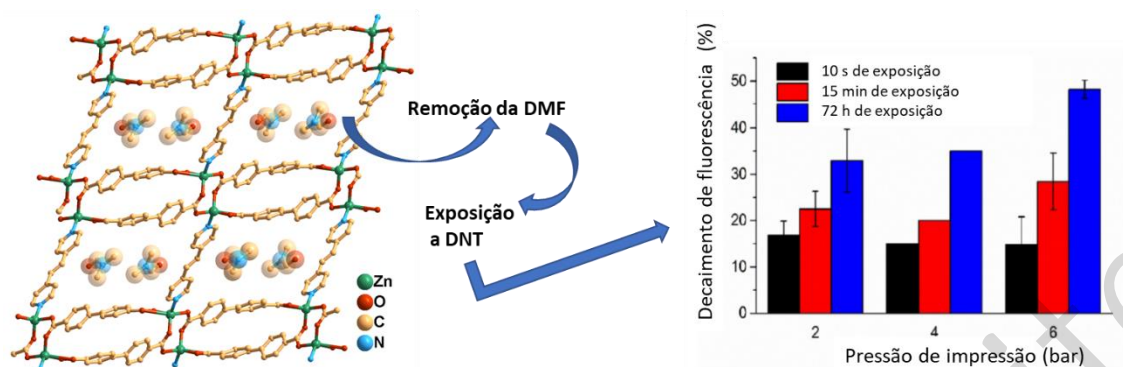 Remoção da DMF
Exposição
a DNT
Zn
O
C
N
Decaimento de fluorescência (%)
50
40
30
20
10
0
10 s de exposição
15 min de exposição
72 h de exposição
2
4
6
Pressão de impressão (bar)